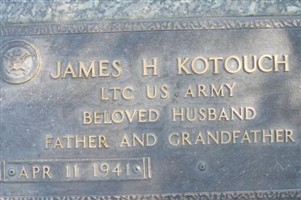 JAMES H KOTOUCH
LTC US ARMY
BELOVED HUSBAND
FATHER AND GRANDFATHER
APR 11 1941